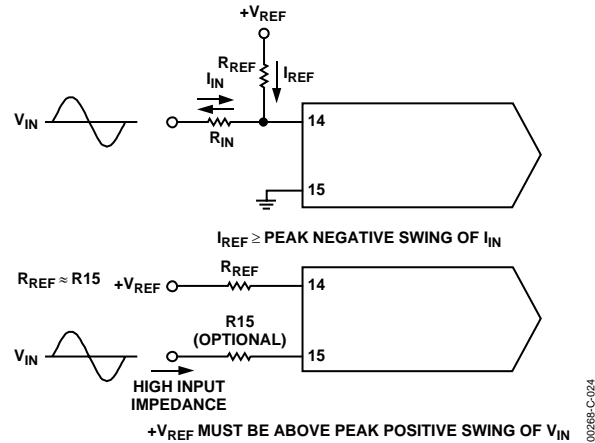 +VREF
RREF
IREF
IIN
VIN
RIN
14
15
IREF ≥ PEAK NEGATIVE SWING OF IIN
RREF ≈ R15
+VREF
RREF
14
R15
(OPTIONAL)
VIN
15
HIGH INPUT
IMPEDANCE
+VREF MUST BE ABOVE PEAK POSITIVE SWING OF VIN
00268-C-024